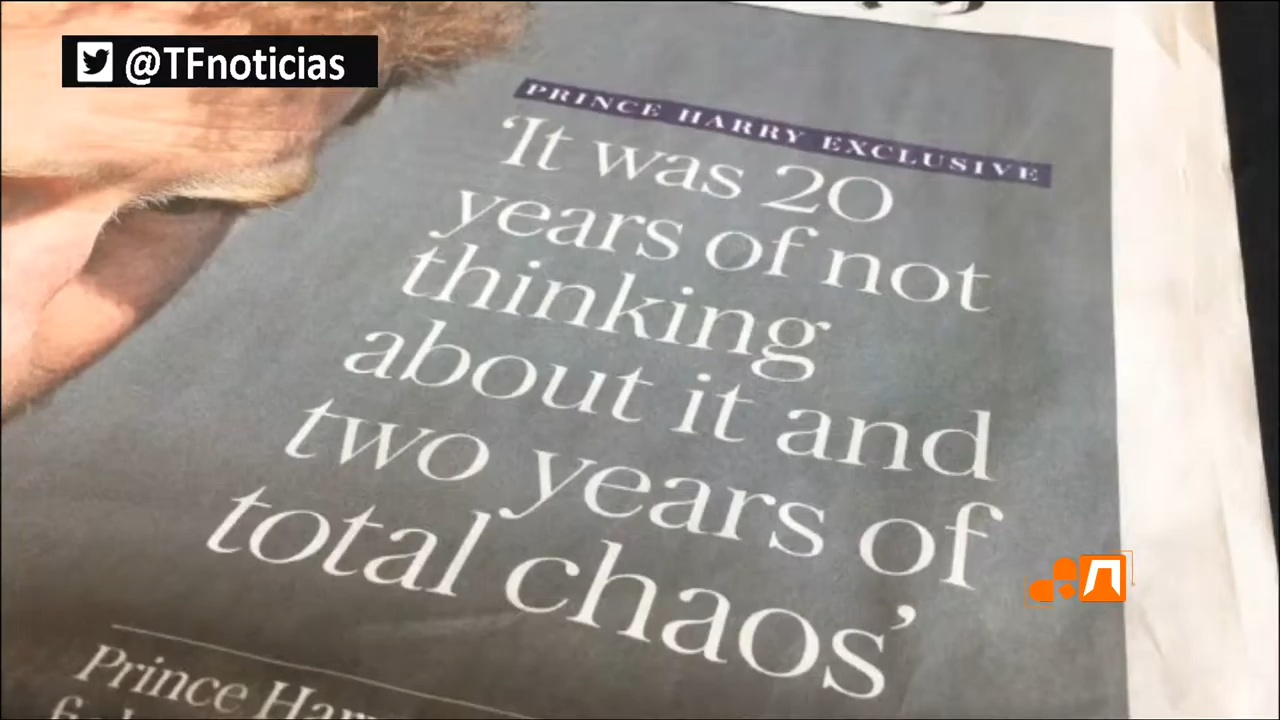 @TFnoticias
PRINCE HARRY EXCLUSIVE
‘It was 20
years of not
thinking
about it and
two years of
total chaos’
Prince Harry